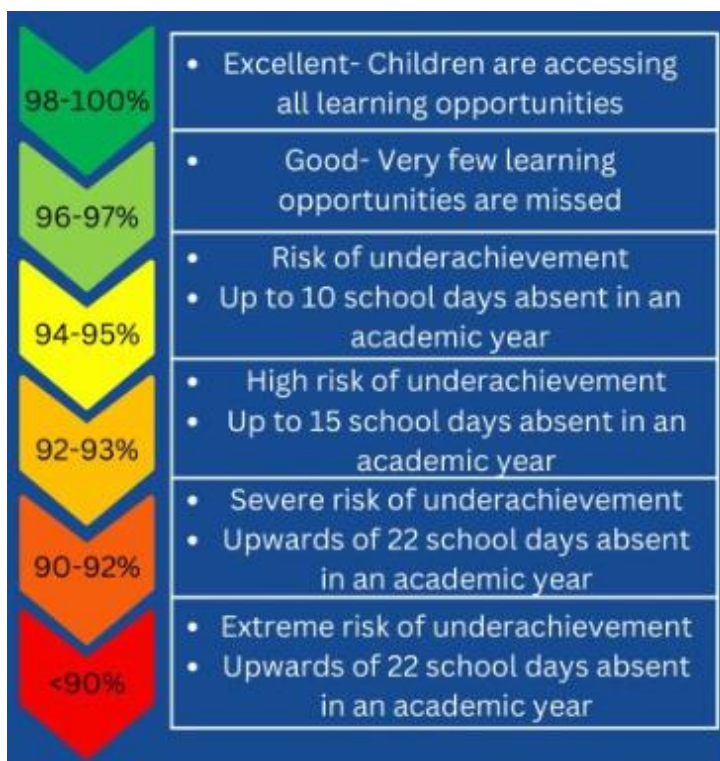 98-100%
• Excellent- Children are accessing
all learning opportunities
96-97%
• Good- Very few learning
opportunities are missed
94-95%
• Risk of underachievement
• Up to 10 school days absent in an
academic year
92-93%
• High risk of underachievement
• Up to 15 school days absent in an
academic year
90-92%
• Severe risk of underachievement
• Upwards of 22 school days absent
in an academic year
<90%
• Extreme risk of underachievement
• Upwards of 22 school days absent
in an academic year